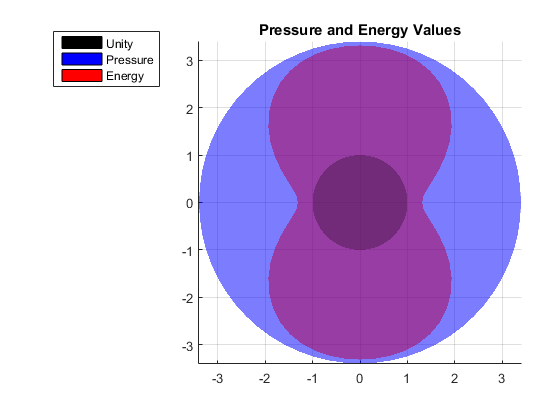 Pressure and Energy Values
Unity
Pressure
Energy
3
2
1
0
-1
-2
-3
-3 -2 -1 0 1 2 3